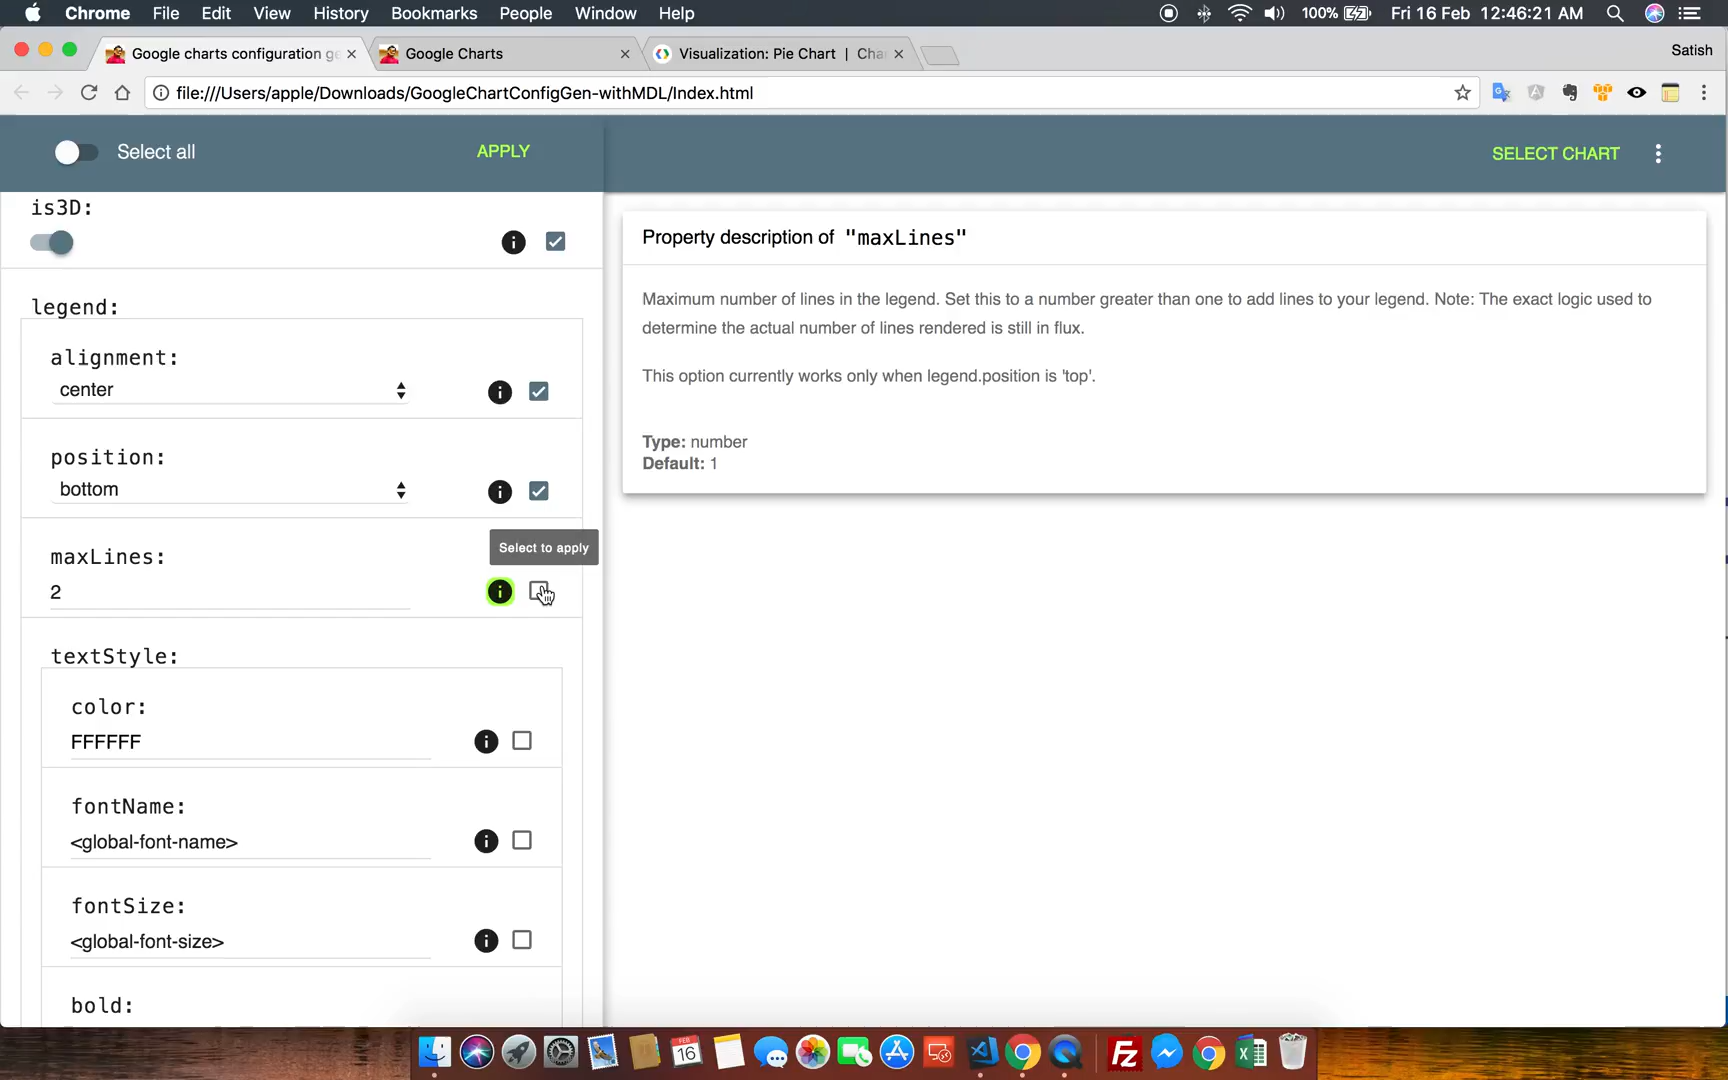 Chrome File Edit View History Bookmarks People Window Help 100% Fri 16 Feb 12:46:21 AM
Google charts configuration ge Google Charts Visualization: Pie Chart | Cha Satish
file:///Users/apple/Downloads/GoogleChartConfigGen-withMDL/Index.html
Select all APPLY SELECT CHART
is3D:
legend:
alignment:
center
position:
bottom
Select to apply
maxLines:
2
textStyle:
color:
FFFFFF
fontName:
<global-font-name>
fontSize:
<global-font-size>
bold:
Property description of "maxLines"
Maximum number of lines in the legend. Set this to a number greater than one to add lines to your legend. Note: The exact logic used to
determine the actual number of lines rendered is still in flux.
This option currently works only when legend.position is 'top'.
Type: number
Default: 1
FEB
16
Fz